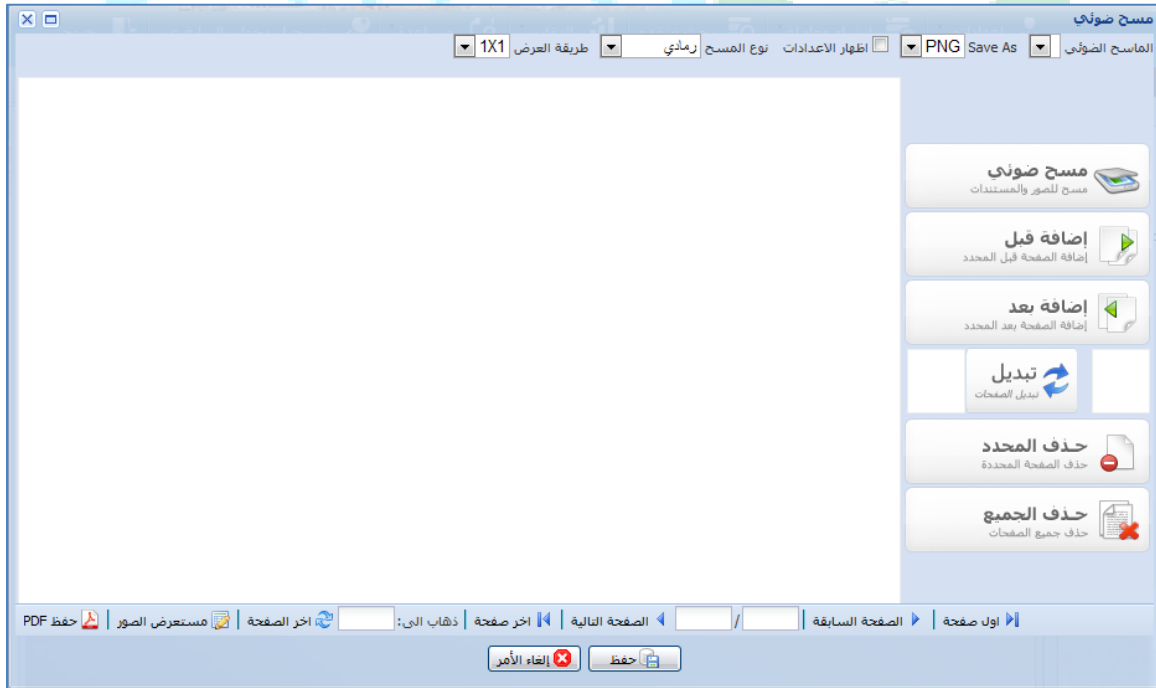 مسح ضوئي
الماسح الضوئى Save As PNG اظهار الاعدادات نوع المسح رمادي طريقة العرض 1X1
مسح ضوئي
مسح للصور والمستندات
إضافة قبل
إضافة الصفحة قبل المحدد
إضافة بعد
إضافة الصفحة بعد المحدد
تبديل
تبديل الصفحات
حذف المحدد
حذف الصفحة المحددة
حذف الجميع
حذف جميع الصفحات
اول صفحة | الصفحة السابقة | / الصفحة التالية | اخر صفحة | ذهاب الى: اخر الصفحة | مستعرض الصور | حفظ PDF
حفظ إلغاء الأمر